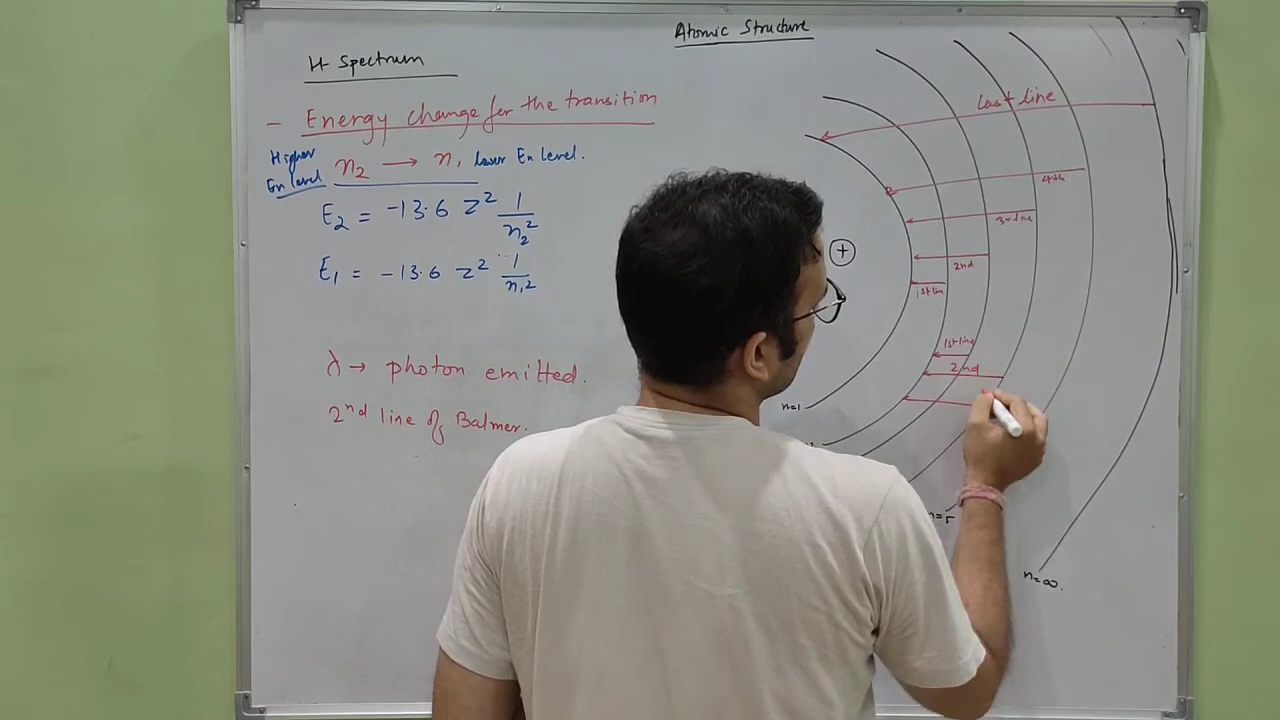 Atomic Structure
H Spectrum
- Energy change for the transition
Higher
En level
n₂ → n₁ lower En level.
E₂ = -13.6 Z² 1/n₂²
E₁ = -13.6 Z² 1/n₁²
λ → photon emitted.
2nd line of Balmer.
last line
4th
3rd line
+
2nd
1st lin
1st line
2nd
n=1
n=5
n=∞.